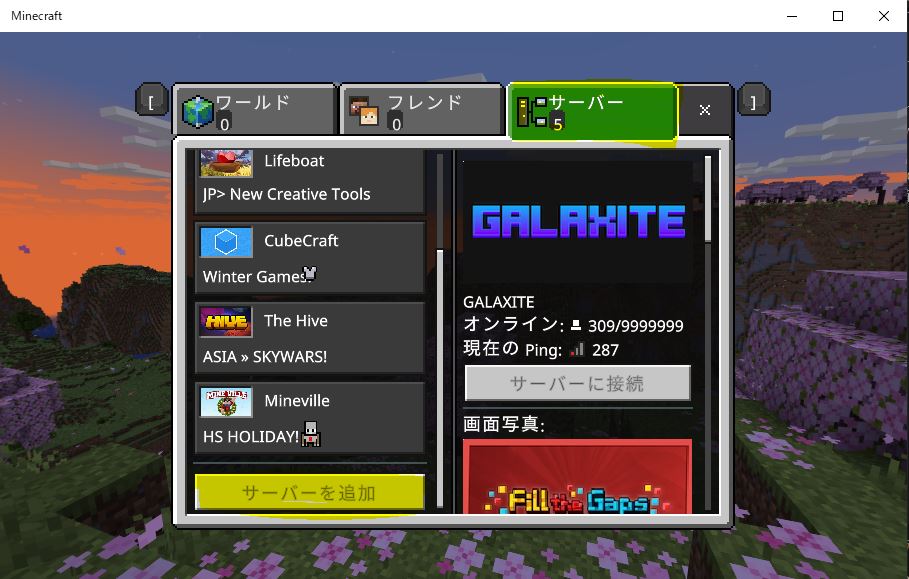 Minecraft
[
ワールド
0
フレンド
0
サーバー
5
]
Lifeboat
JP> New Creative Tools
CubeCraft
Winter Games
HIVE
The Hive
ASIA » SKYWARS!
MINEVILLE
Mineville
HS HOLIDAY!
サーバーを追加
GALAXITE
GALAXITE
オンライン: 309/9999999
現在の Ping: 287
サーバーに接続
画面写真:
Fill the Gaps